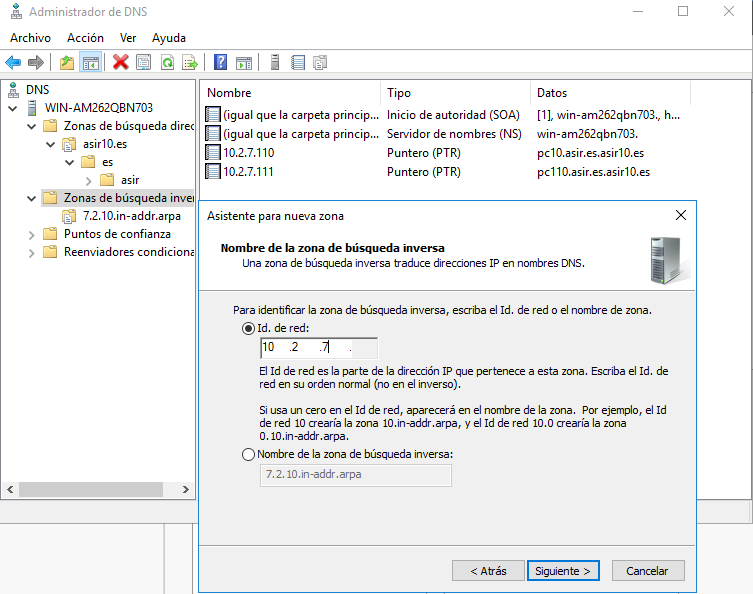 Administrador de DNS
Archivo Acción Ver Ayuda
DNS
WIN-AM262QBN703
Zonas de búsqueda direc
asir10.es
es
asir
Zonas de búsqueda inver
7.2.10.in-addr.arpa
Puntos de confianza
Reenviadores condiciona
Nombre Tipo Datos
(igual que la carpeta princip... Inicio de autoridad (SOA) [1], win-am262qbn703., h...
(igual que la carpeta princip... Servidor de nombres (NS) win-am262qbn703.
10.2.7.110 Puntero (PTR) pc10.asir.es.asir10.es
10.2.7.111 Puntero (PTR) pc110.asir.es.asir10.es
Asistente para nueva zona
Nombre de la zona de búsqueda inversa
Una zona de búsqueda inversa traduce direcciones IP en nombres DNS.
Para identificar la zona de búsqueda inversa, escriba el Id. de red o el nombre de zona.
Id. de red:
10 .2 .7 .
El Id de red es la parte de la dirección IP que pertenece a esta zona. Escriba el Id. de
red en su orden normal (no en el inverso).
Si usa un cero en el Id de red, aparecerá en el nombre de la zona. Por ejemplo, el Id
de red 10 crearía la zona 10.in-addr.arpa, y el Id de red 10.0 crearía la zona
0.10.in-addr.arpa.
Nombre de la zona de búsqueda inversa:
7.2.10.in-addr.arpa
< Atrás Siguiente > Cancelar